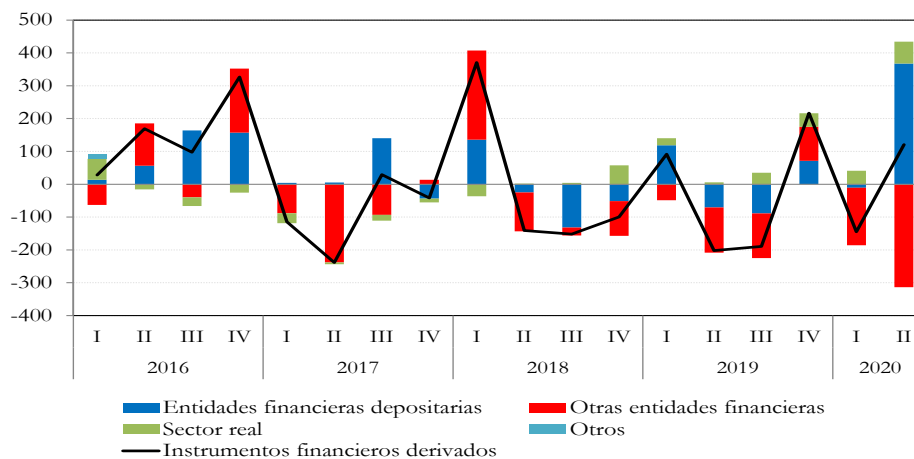 500
400
300
200
100
0
-100
-200
-300
-400
I II III IV I II III IV I II III IV I II III IV I II
2016 2017 2018 2019 2020
Entidades financieras depositarias Otras entidades financieras
Sector real Otros
Instrumentos financieros derivados